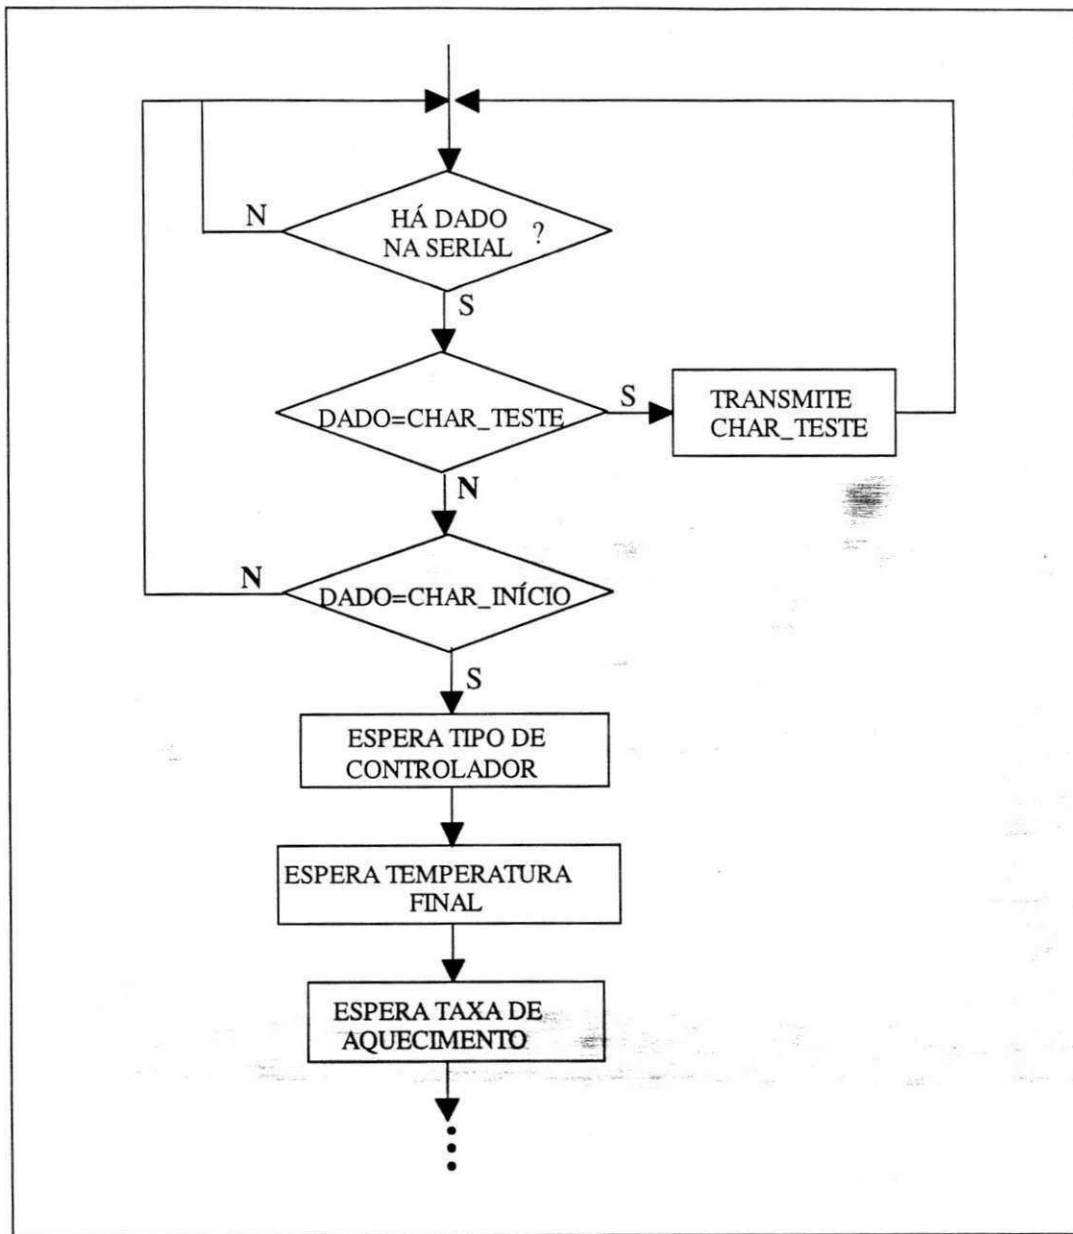 HÁ DADO
NA SERIAL ?
N
S
DADO=CHAR_TESTE
S
TRANSMITE
CHAR_TESTE
N
DADO=CHAR_INÍCIO
N
S
ESPERA TIPO DE
CONTROLADOR
ESPERA TEMPERATURA
FINAL
ESPERA TAXA DE
AQUECIMENTO